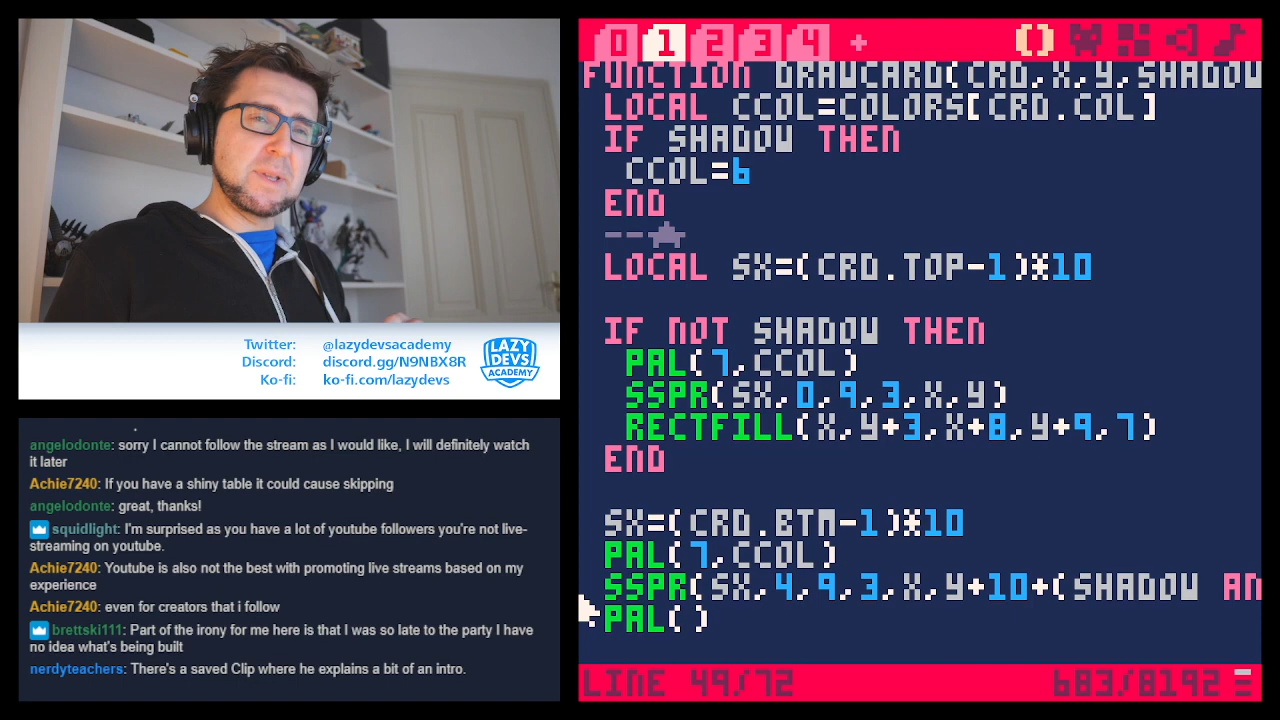 Twitter: @lazydevsacademy
Discord: discord.gg/N9NBX8R
Ko-fi: ko-fi.com/lazydevs
LAZY
DEVS
ACADEMY
angelodonte: sorry I cannot follow the stream as I would like, I will definitely watch
it later
Achie7240: If you have a shiny table it could cause skipping
angelodonte: great, thanks!
squidlight: I'm surprised as you have a lot of youtube followers you're not live-
streaming on youtube.
Achie7240: Youtube is also not the best with promoting live streams based on my
experience
Achie7240: even for creators that i follow
brettski111: Part of the irony for me here is that I was so late to the party I have
no idea what's being built
nerdyteachers: There's a saved Clip where he explains a bit of an intro.
0 1 2 3 4 +
FUNCTION DRAWCARD(CRD,X,Y,SHADOW
LOCAL CCOL=COLORS[CRD.COL]
IF SHADOW THEN
CCOL=6
END
--★
LOCAL SX=(CRD.TOP-1)*10
IF NOT SHADOW THEN
PAL(7,CCOL)
SSPR(SX,0,9,3,X,Y)
RECTFILL(X,Y+3,X+8,Y+9,7)
END
SX=(CRD.BTM-1)*10
PAL(7,CCOL)
SSPR(SX,4,9,3,X,Y+10+(SHADOW AN
PAL()
LINE 49/72 683/8192